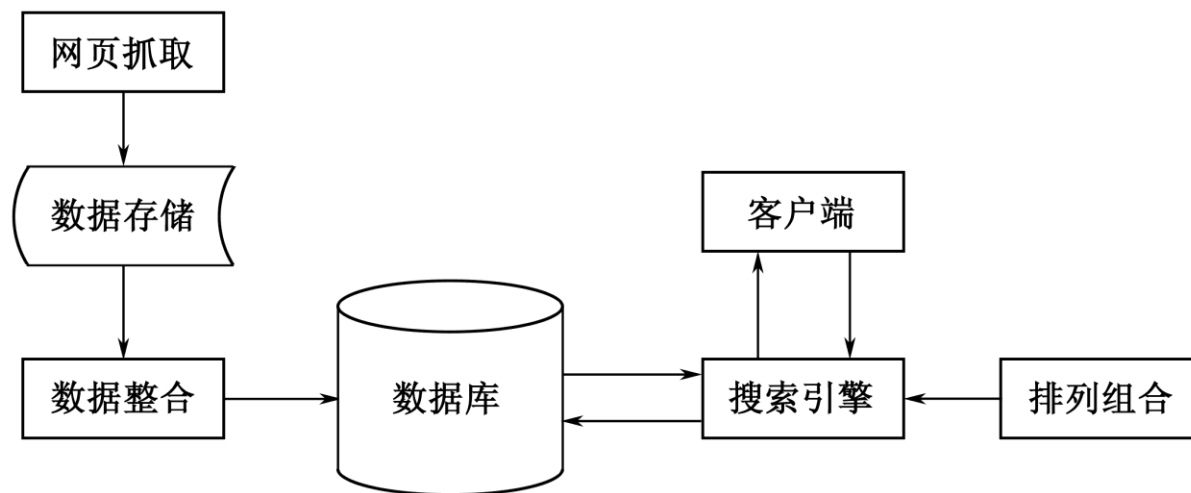 网页抓取
数据存储
客户端
数据整合
数据库
搜索引擎
排列组合